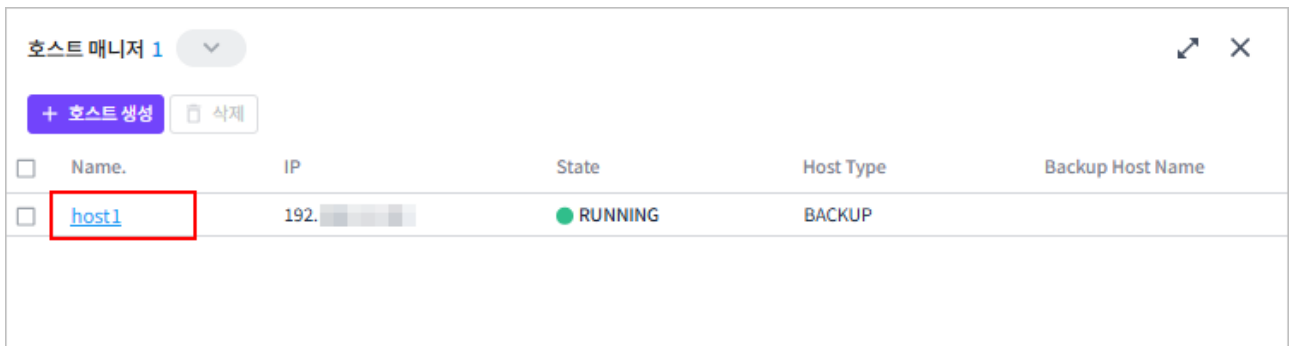 호스트 매니저 1
+ 호스트 생성 삭제
Name. IP State Host Type Backup Host Name
host1 192. RUNNING BACKUP